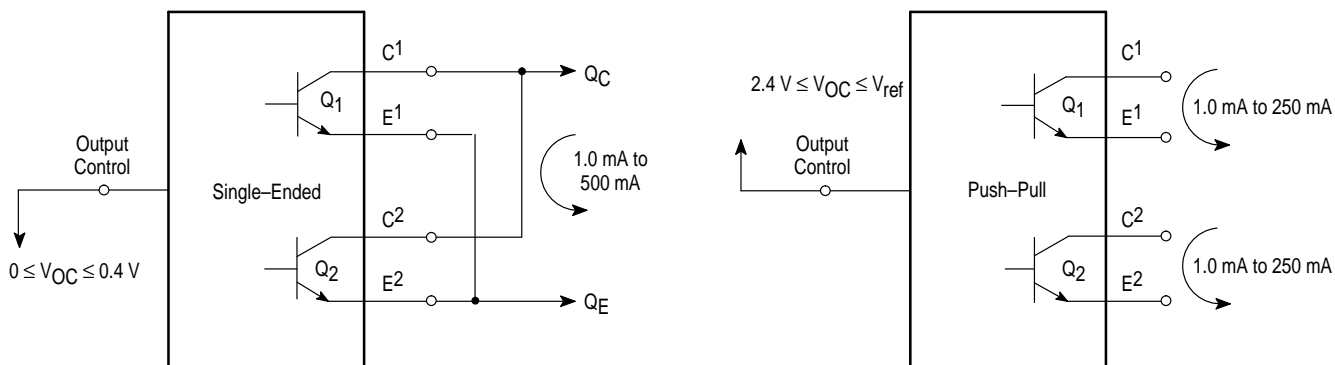 C1
Q1
E1
QC
Output
Control
Single–Ended
1.0 mA to
500 mA
C2
Q2
E2
QE
0 ≤ VOC ≤ 0.4 V
2.4 V ≤ VOC ≤ Vref
C1
Q1
E1
1.0 mA to 250 mA
Output
Control
Push–Pull
C2
Q2
E2
1.0 mA to 250 mA